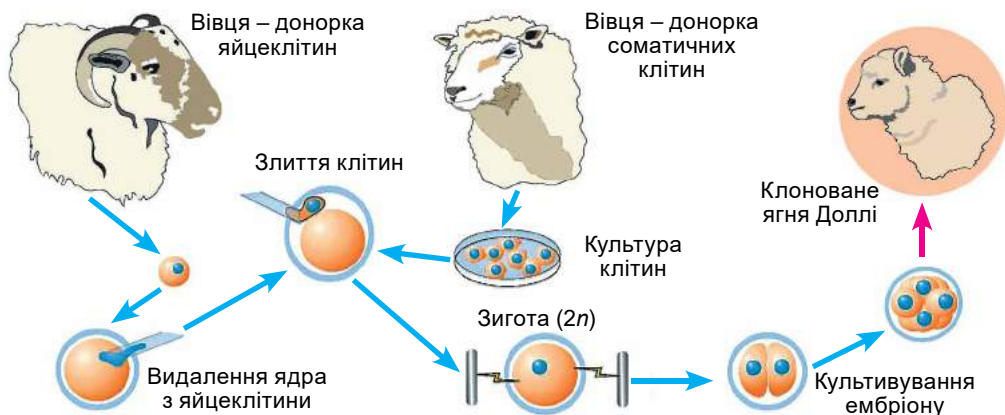 Вівця – донорка
яйцеклітин
Вівця – донорка
соматичних
клітин
Злиття клітин
Клоноване
ягня Доллі
Культура
клітин
Зигота (2n)
Видалення ядра
з яйцеклітини
Культивування
ембріону